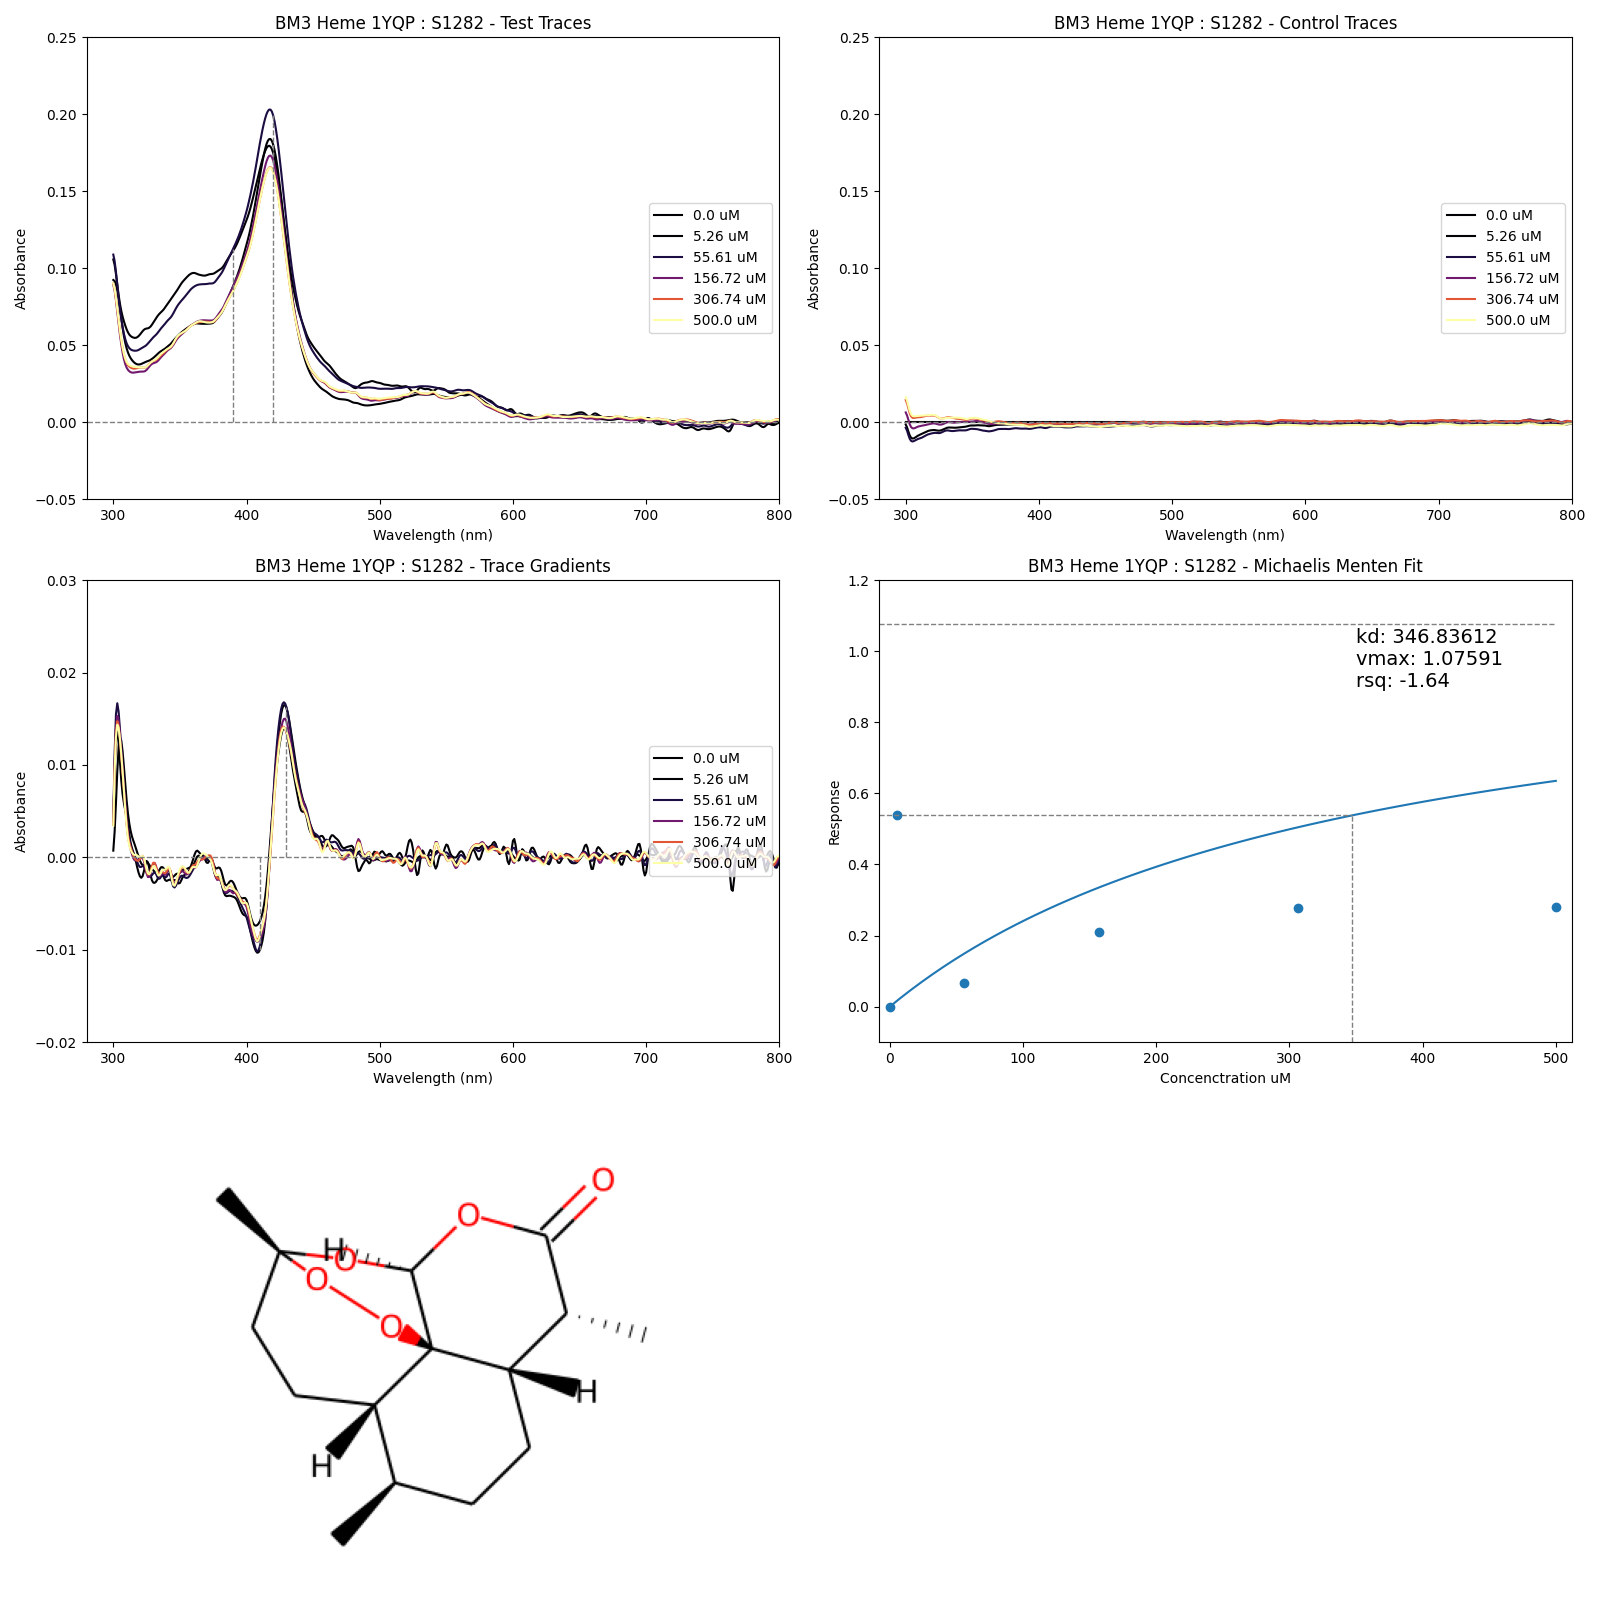 BM3 Heme 1YQP : S1282 - Test Traces
0.25
0.20
0.15
0.10
0.05
0.00
−0.05
Absorbance
300
400
500
600
700
800
Wavelength (nm)
0.0 uM
5.26 uM
55.61 uM
156.72 uM
306.74 uM
500.0 uM
BM3 Heme 1YQP : S1282 - Control Traces
0.25
0.20
0.15
0.10
0.05
0.00
−0.05
Absorbance
300
400
500
600
700
800
Wavelength (nm)
0.0 uM
5.26 uM
55.61 uM
156.72 uM
306.74 uM
500.0 uM
BM3 Heme 1YQP : S1282 - Trace Gradients
0.03
0.02
0.01
0.00
−0.01
−0.02
Absorbance
300
400
500
600
700
800
Wavelength (nm)
0.0 uM
5.26 uM
55.61 uM
156.72 uM
306.74 uM
500.0 uM
BM3 Heme 1YQP : S1282 - Michaelis Menten Fit
1.2
1.0
0.8
0.6
0.4
0.2
0.0
Response
0
100
200
300
400
500
Concenctration uM
kd: 346.83612
vmax: 1.07591
rsq: -1.64
O
O
H
O
O
O
H
H